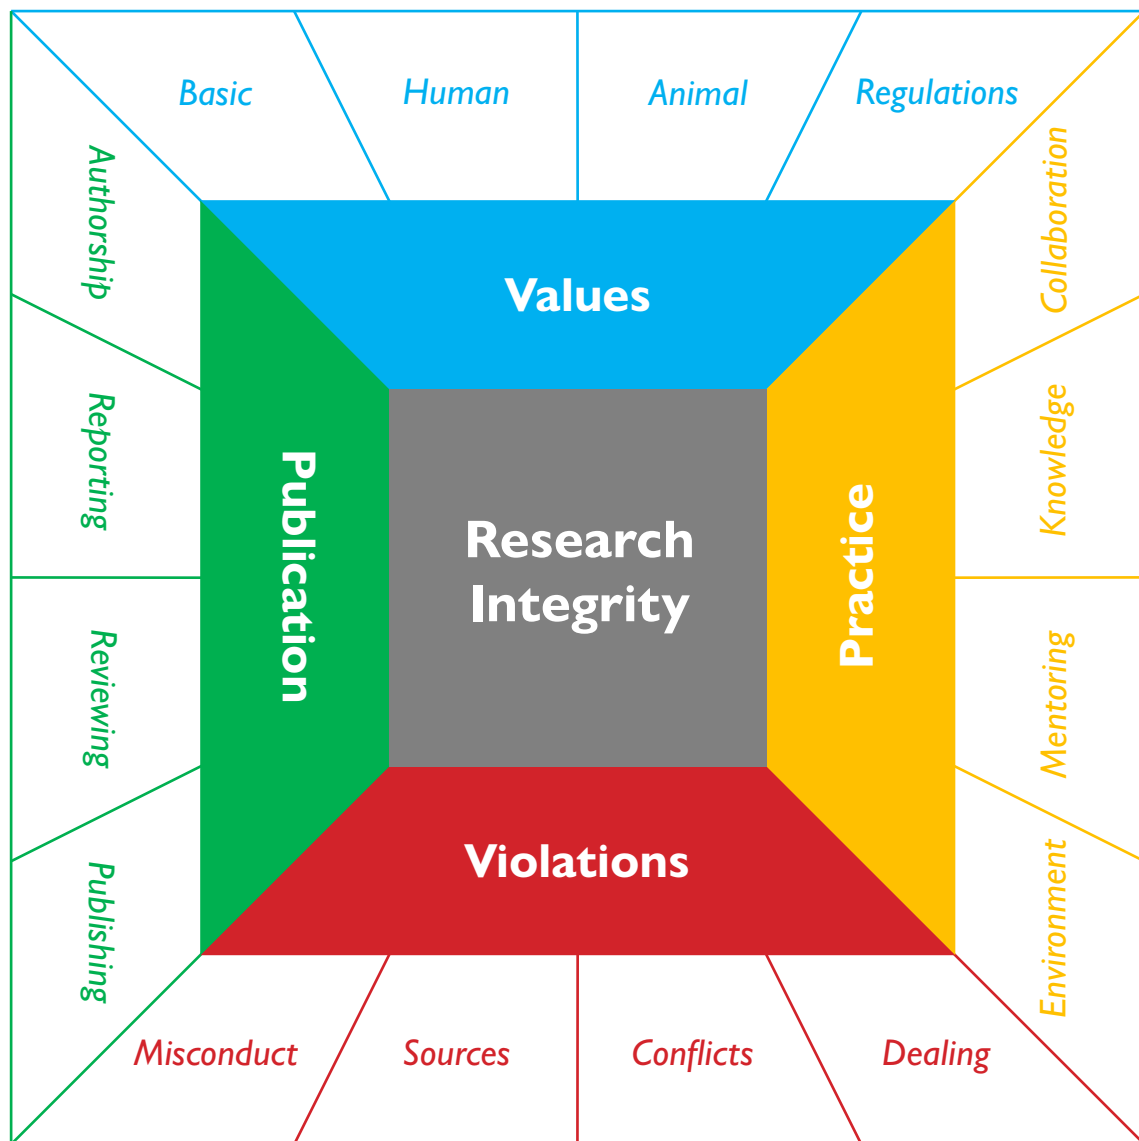 Basic
Human
Animal
Regulations
Authorship
Reporting
Reviewing
Publishing
Values
Publication
Research
Integrity
Practice
Violations
Collaboration
Knowledge
Mentoring
Environment
Misconduct
Sources
Conflicts
Dealing